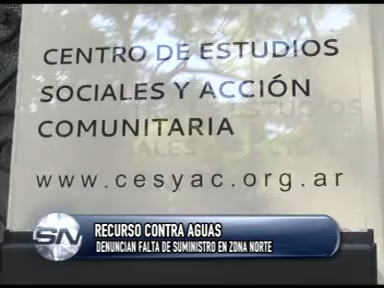 CENTRO DE ESTUDIOS
SOCIALES Y ACCIÓN
COMUNITARIA
www.cesyac.org.ar
SN
RECURSO CONTRA AGUAS
DENUNCIAN FALTA DE SUMINISTRO EN ZONA NORTE